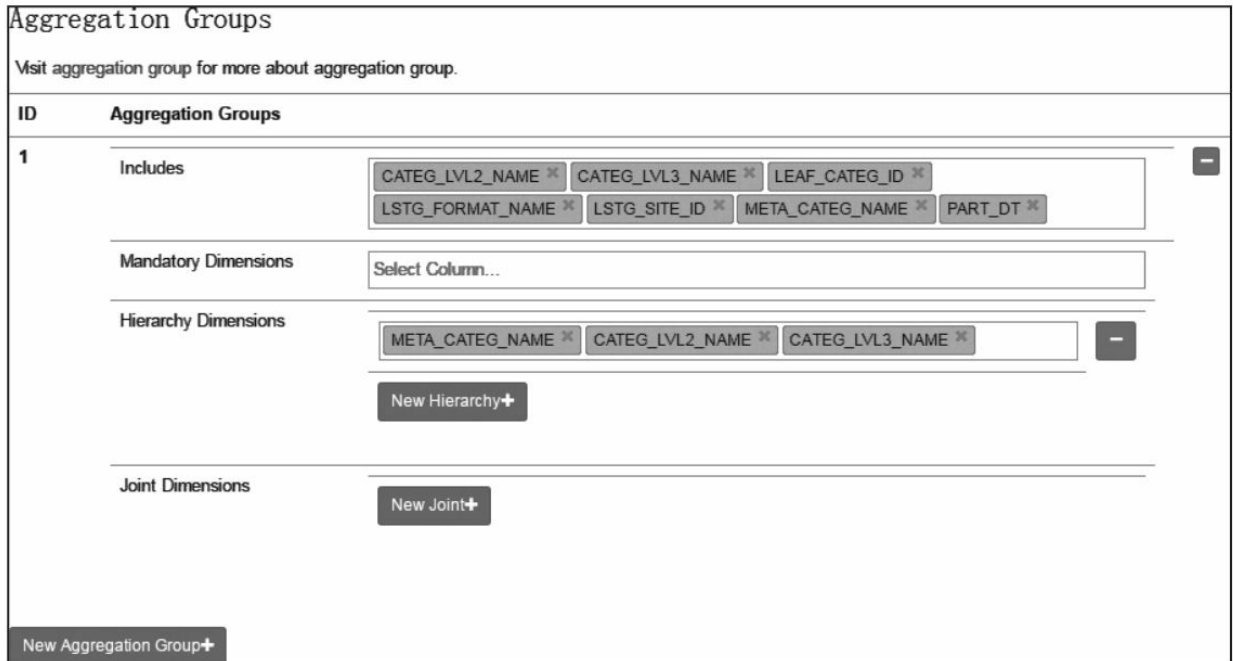 Aggregation Groups
Visit aggregation group for more about aggregation group.
ID Aggregation Groups
1 Includes CATEG_LVL2_NAME × CATEG_LVL3_NAME × LEAF_CATEG_ID × −
LSTG_FORMAT_NAME × LSTG_SITE_ID × META_CATEG_NAME × PART_DT ×
Mandatory Dimensions Select Column...
Hierarchy Dimensions META_CATEG_NAME × CATEG_LVL2_NAME × CATEG_LVL3_NAME × −
New Hierarchy+
Joint Dimensions
New Joint+
New Aggregation Group+